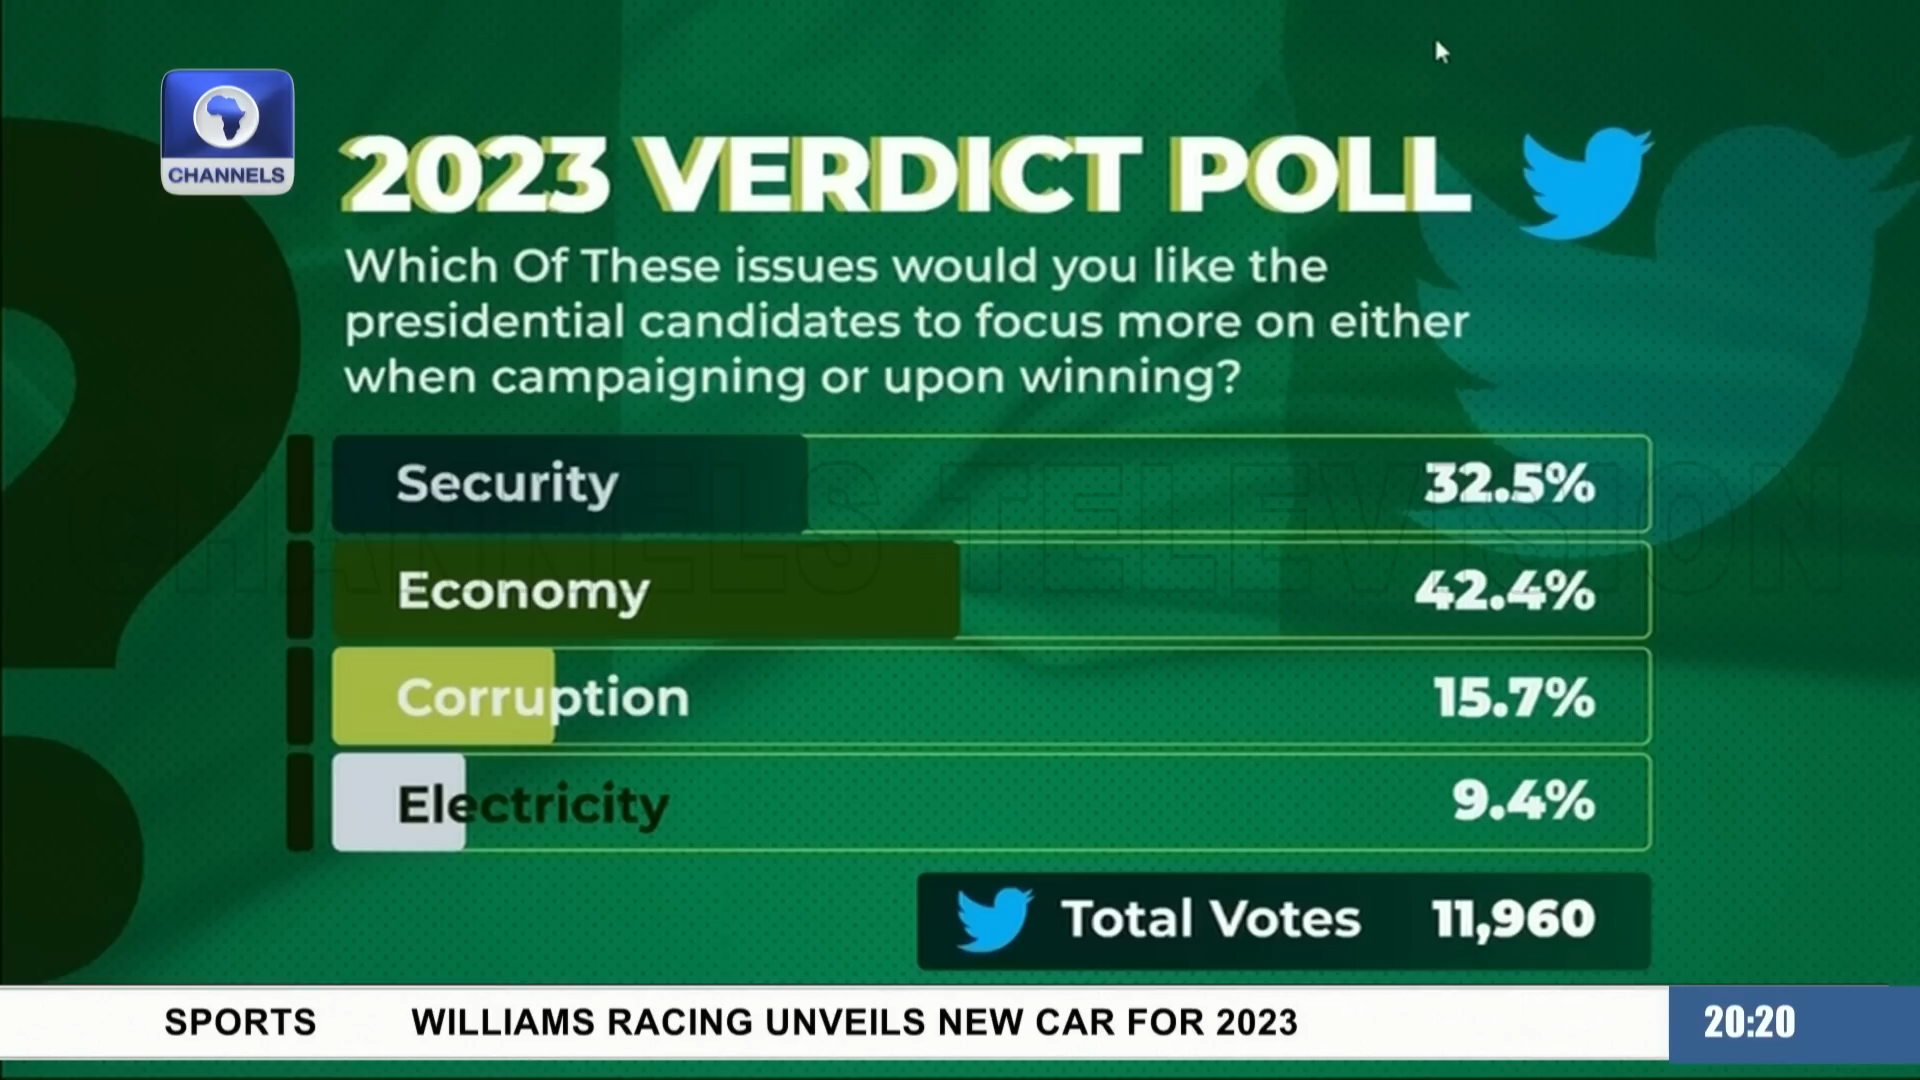 CHANNELS
2023 VERDICT POLL
Which Of These issues would you like the
presidential candidates to focus more on either
when campaigning or upon winning?
CHANNELS TELEVISION
Security 32.5%
Economy 42.4%
Corruption 15.7%
Electricity 9.4%
Total Votes 11,960
SPORTS WILLIAMS RACING UNVEILS NEW CAR FOR 2023 20:20